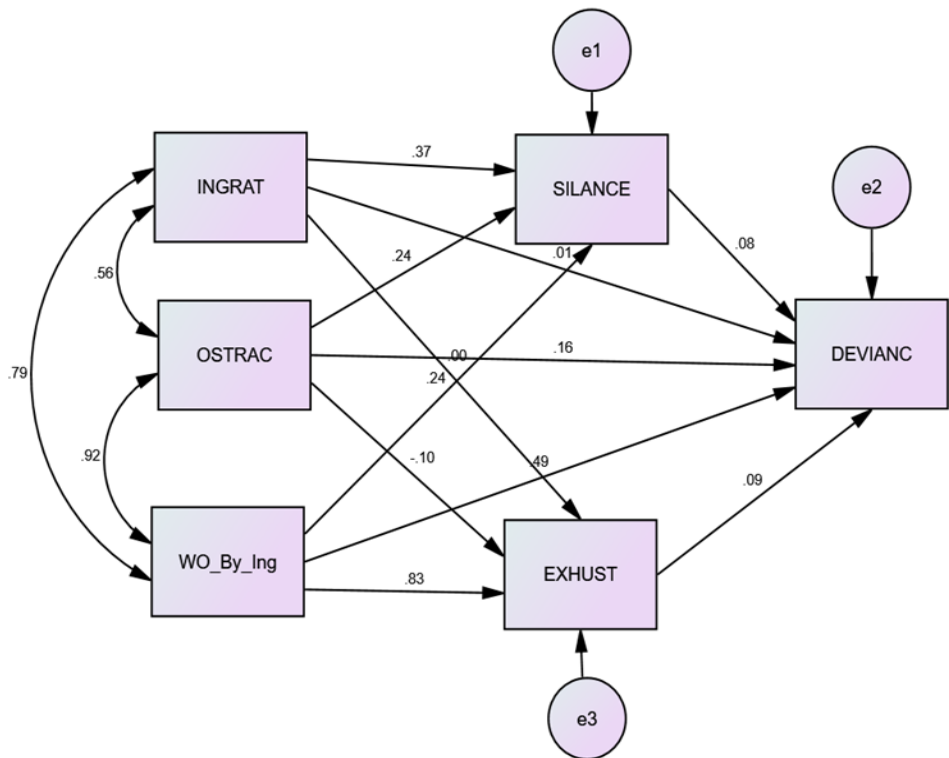 e1
INGRAT
.37
SILANCE
e2
.56
.24
.01
.08
OSTRAC
.00
.16
DEVIANC
.79
.24
.92
-.10
.49
.09
WO_By_Ing
.83
EXHUST
e3